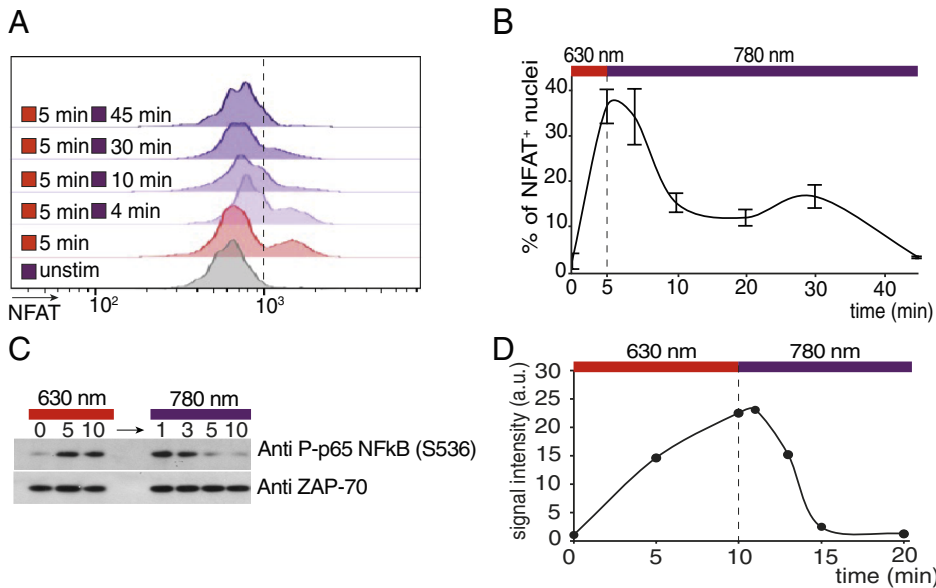 A
5 min 45 min
5 min 30 min
5 min 10 min
5 min 4 min
5 min
unstim
NFAT
10²
10³
B
630 nm
780 nm
% of NFAT⁺ nuclei
40
30
20
10
0
0
5
10
20
30
40
time (min)
C
630 nm
780 nm
0 5 10 → 1 3 5 10
Anti P-p65 NFkB (S536)
Anti ZAP-70
D
630 nm
780 nm
signal intensity (a.u.)
30
25
20
15
10
5
0
0
5
10
15
20
time (min)